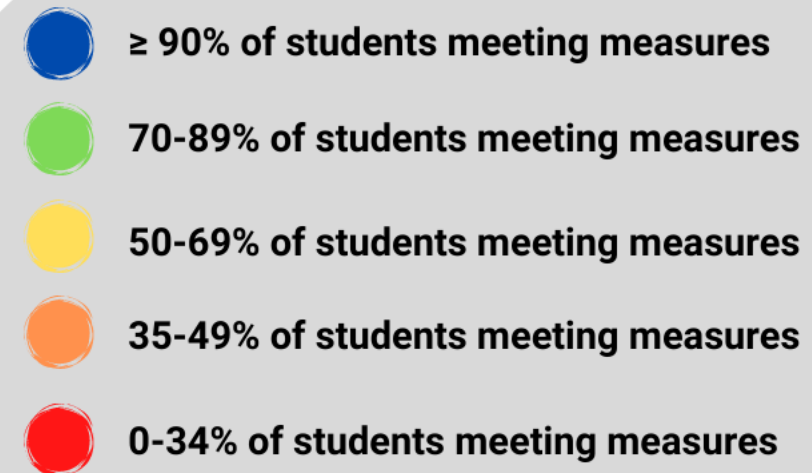 ≥ 90% of students meeting measures
70-89% of students meeting measures
50-69% of students meeting measures
35-49% of students meeting measures
0-34% of students meeting measures